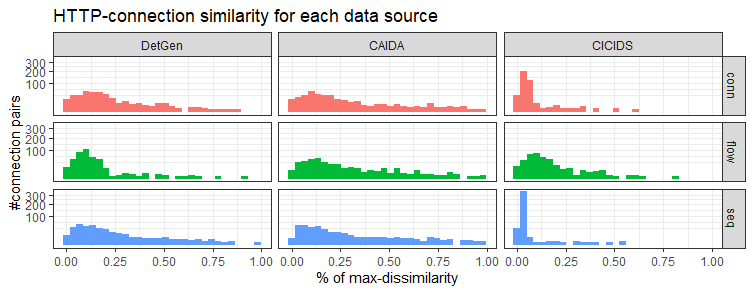 HTTP-connection similarity for each data source
DetGen CAIDA CICIDS
300
200
100
conn
300
200
100
flow
300
200
100
seq
#connection pairs
0.00 0.25 0.50 0.75 1.00 0.00 0.25 0.50 0.75 1.00 0.00 0.25 0.50 0.75 1.00
% of max-dissimilarity